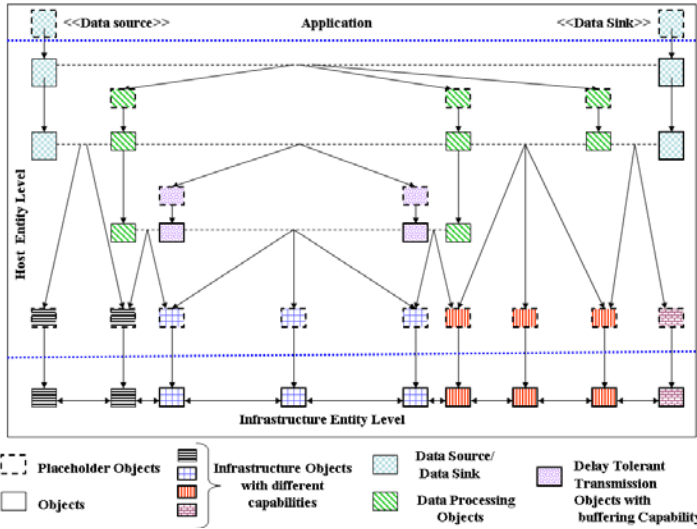 <<Data source>> Application <<Data Sink>>
Host Entity Level
Infrastructure Entity Level
Placeholder Objects
Objects
Infrastructure Objects
with different
capabilities
Data Source/
Data Sink
Data Processing
Objects
Delay Tolerant
Transmission
Objects with
buffering Capability